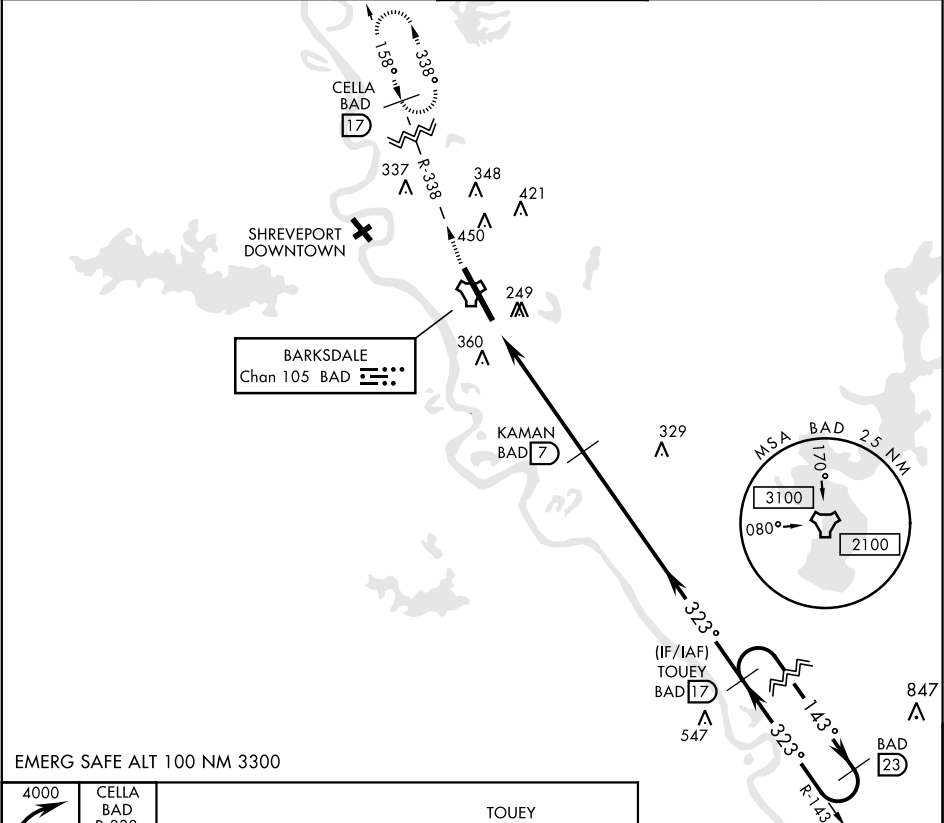 158°
338°
CELLA
BAD
17
R-338
337
348
421
450
SHREVEPORT
DOWNTOWN
249
360
BARKSDALE
Chan 105 BAD
KAMAN
BAD 7
329
MSA BAD 25 NM
170°
3100
080°
2100
323°
(IF/IAF)
TOUEY
BAD 17
547
143°
323°
847
BAD
23
R-143
EMERG SAFE ALT 100 NM 3300
4000
CELLA
BAD
R-338
TOUEY